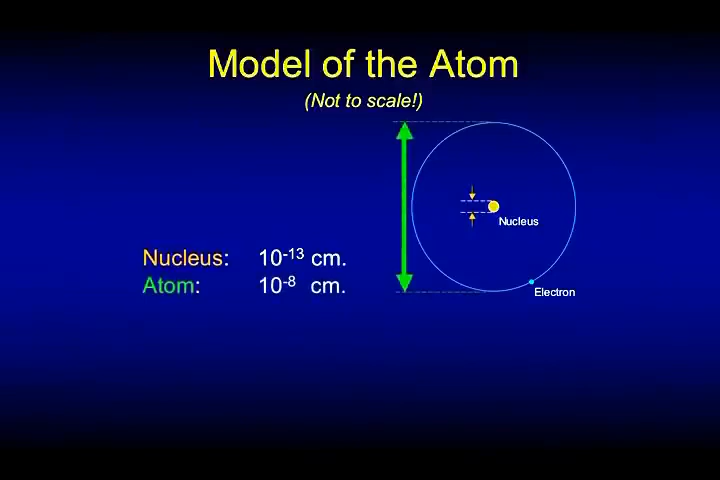 Model of the Atom
(Not to scale!)
Nucleus
Nucleus: 10⁻¹³ cm.
Atom: 10⁻⁸ cm.
Electron